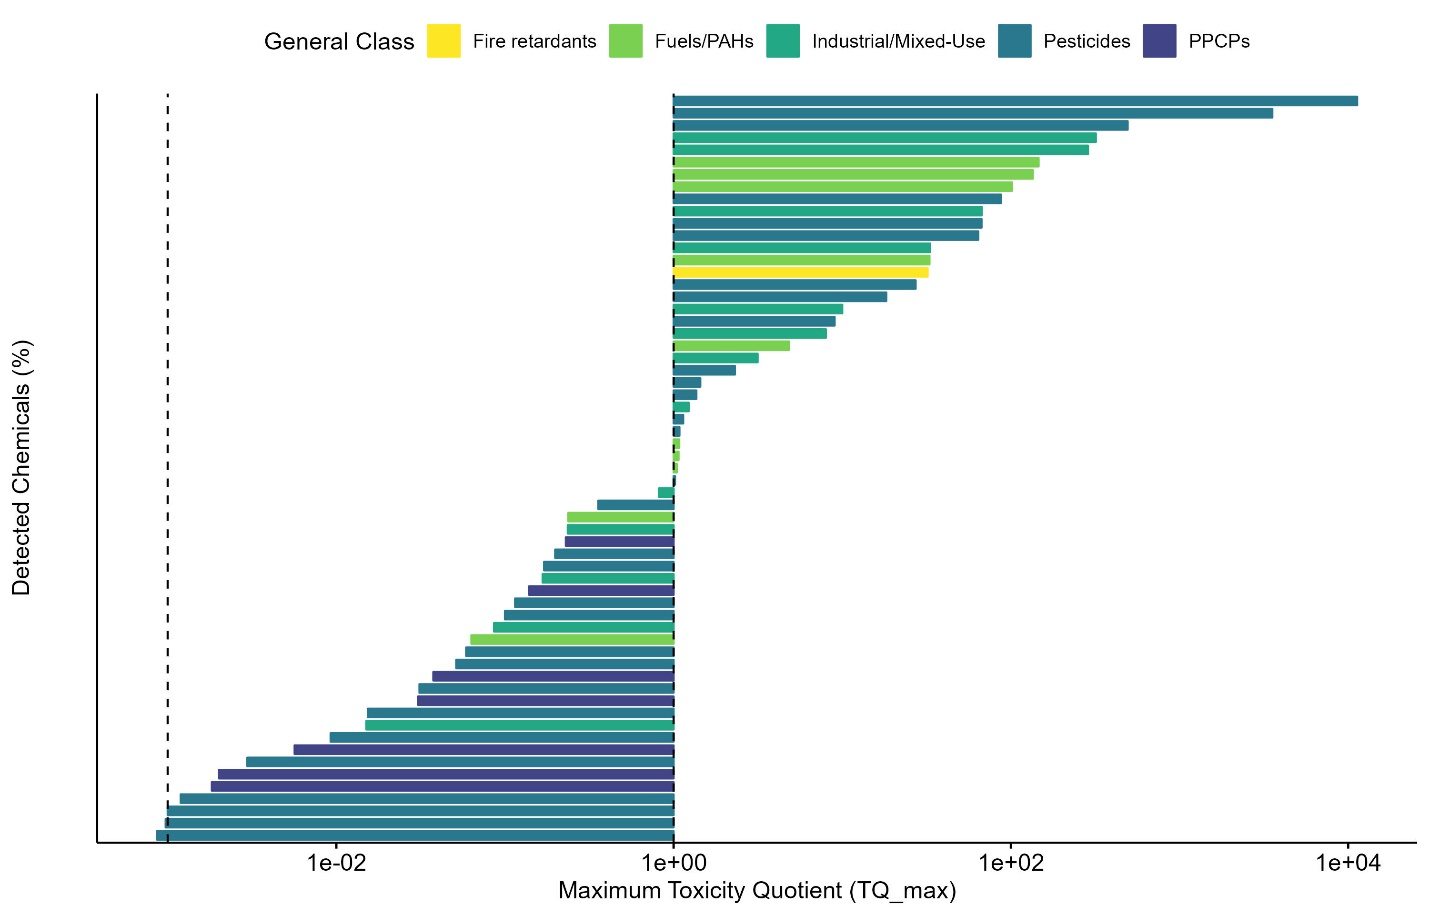 General Class Fire retardants Fuels/PAHs Industrial/Mixed-Use Pesticides PPCPs
Detected Chemicals (%)
1e-02 1e+00 1e+02 1e+04
Maximum Toxicity Quotient (TQ_max)